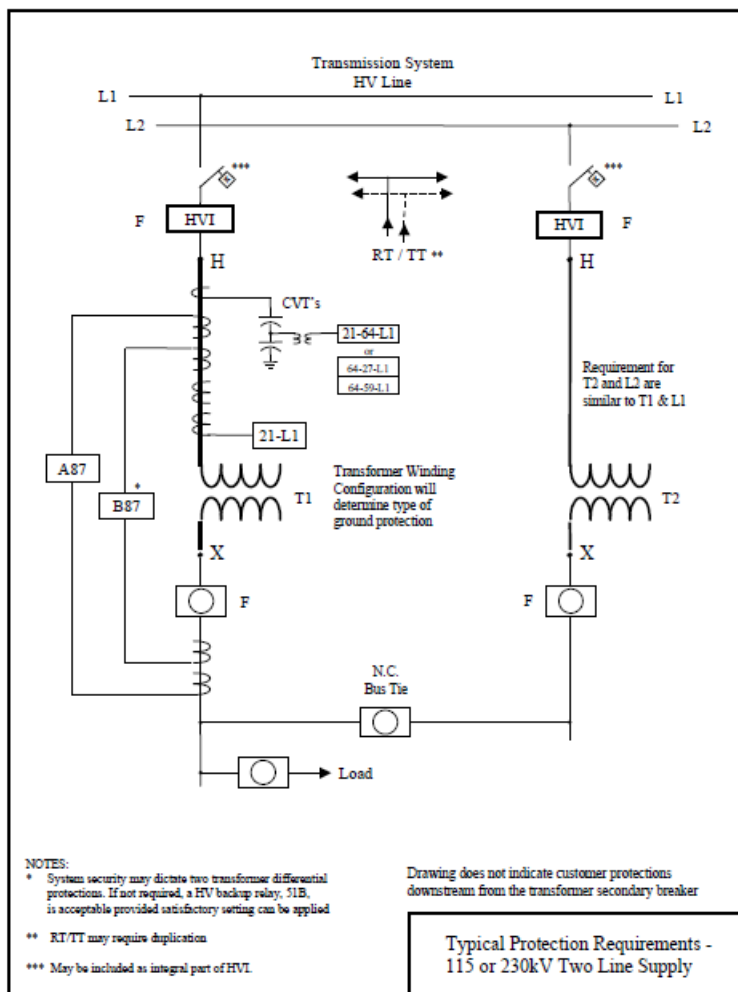 Transmission System
HV Line
L1
L1
L2
L2
***
***
F
HVI
HVI
F
RT / TT **
H
H
CVT's
21-64-L1
or
64-27-L1
64-59-L1
Requirement for
T2 and L2 are
similar to T1 & L1
21-L1
A87
*
B87
T1
Transformer Winding
Configuration will
determine type of
ground protection
T2
X
X
F
F
N.C.
Bus Tie
Load
NOTES:
* System security may dictate two transformer differential
protections. If not required, a HV backup relay, 51B,
is acceptable provided satisfactory setting can be applied
** RT/TT may require duplication
*** May be included as integral part of HVI.
Drawing does not indicate customer protections
downstream from the transformer secondary breaker
Typical Protection Requirements -
115 or 230kV Two Line Supply